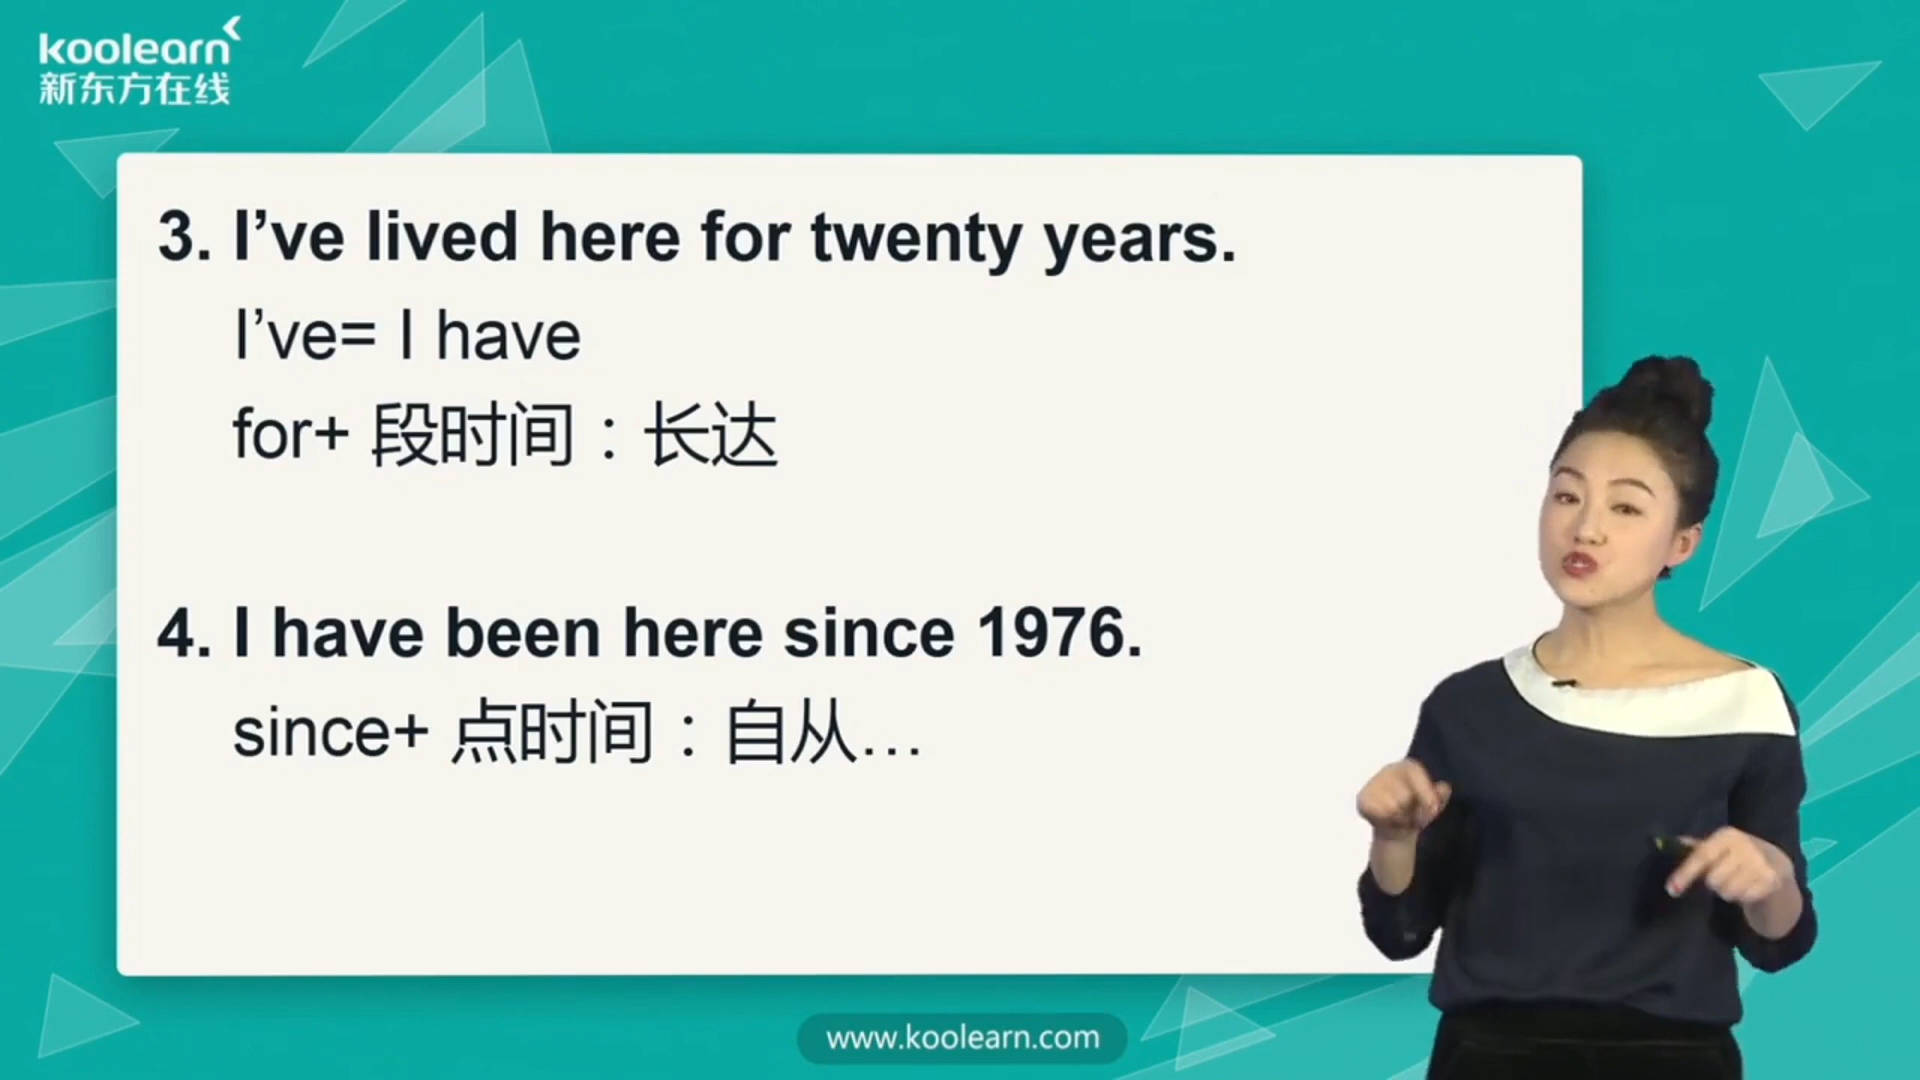 koolearn
新东方在线
3. I’ve lived here for twenty years.
I’ve= I have
for+ 段时间：长达
4. I have been here since 1976.
since+ 点时间：自从…
www.koolearn.com